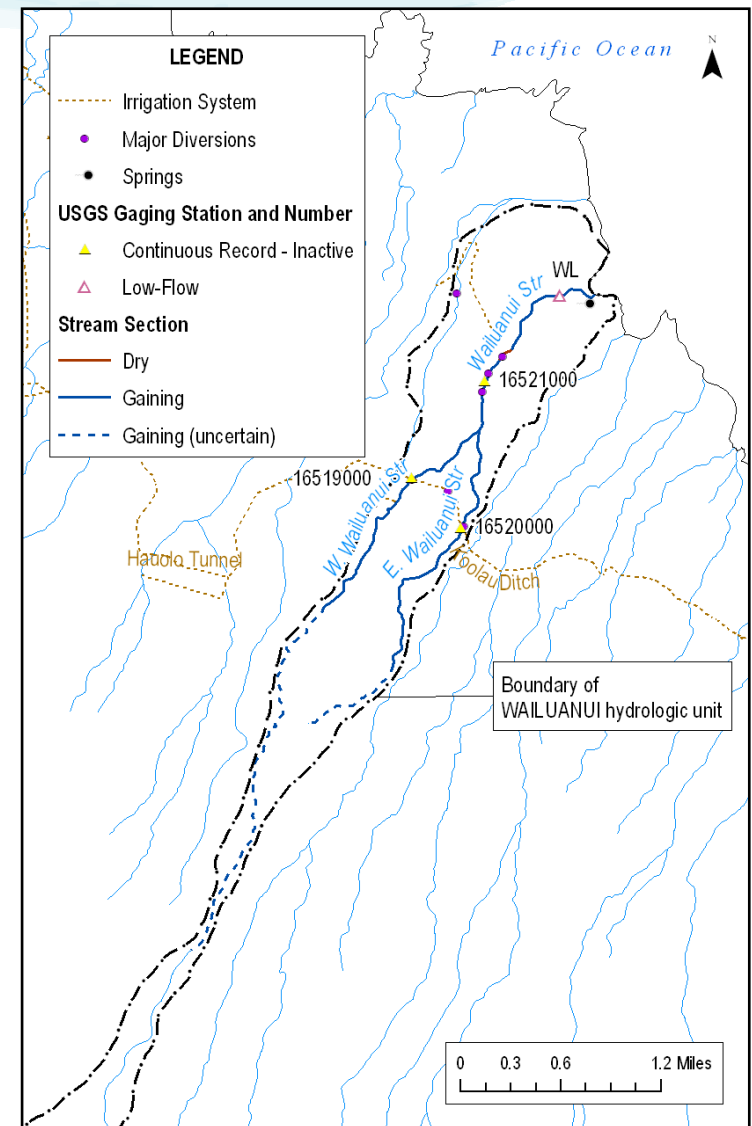 LEGEND
Irrigation System
Major Diversions
Springs
USGS Gaging Station and Number
Continuous Record - Inactive
Low-Flow
Stream Section
Dry
Gaining
Gaining (uncertain)
Pacific Ocean
N
WL
Wailuanui Str
16521000
16519000
W. Wailuanui Str
E. Wailuanui Str
16520000
Hauolo Tunnel
Koolau Ditch
Boundary of
WAILUANUI hydrologic unit
0 0.3 0.6 1.2 Miles